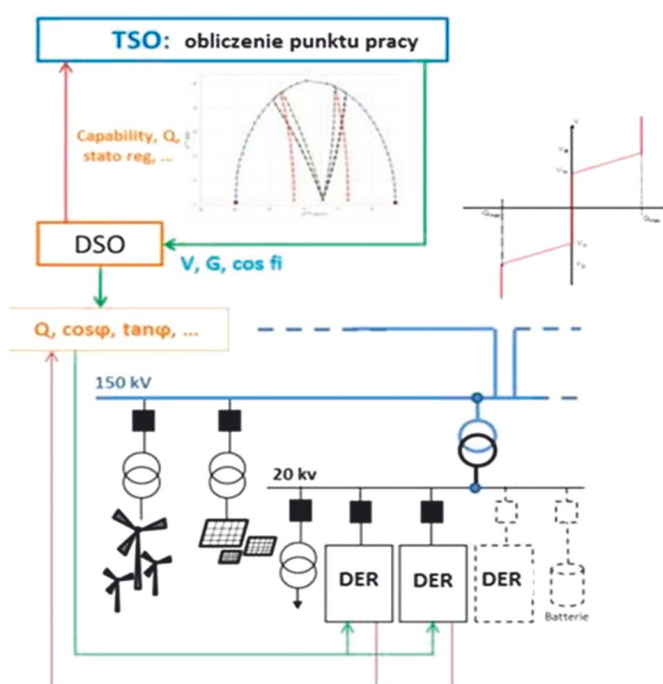 TSO: obliczenie punktu pracy
Capability, Q,
stato reg, ...
DSO
V, G, cos fi
Q, cosφ, tanφ, ...
150 kV
20 kv
DER
DER
DER
Batterie